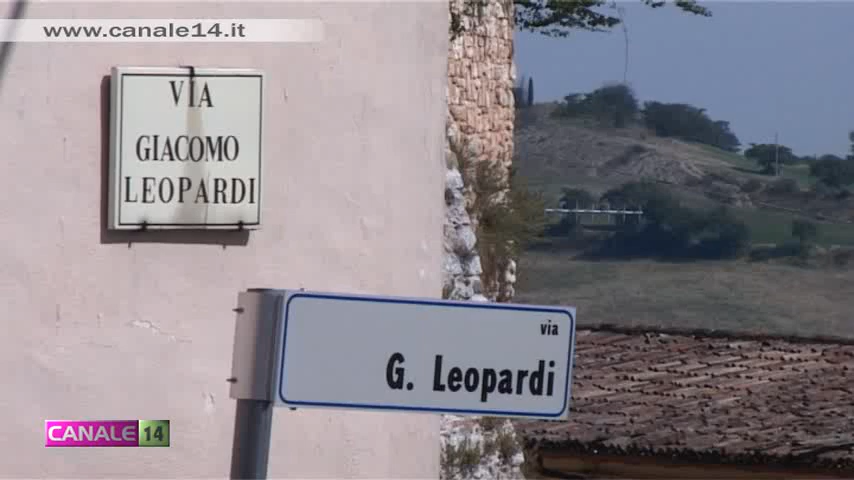 www.canale14.it
VIA
GIACOMO
LEOPARDI
via
G. Leopardi
CANALE 14